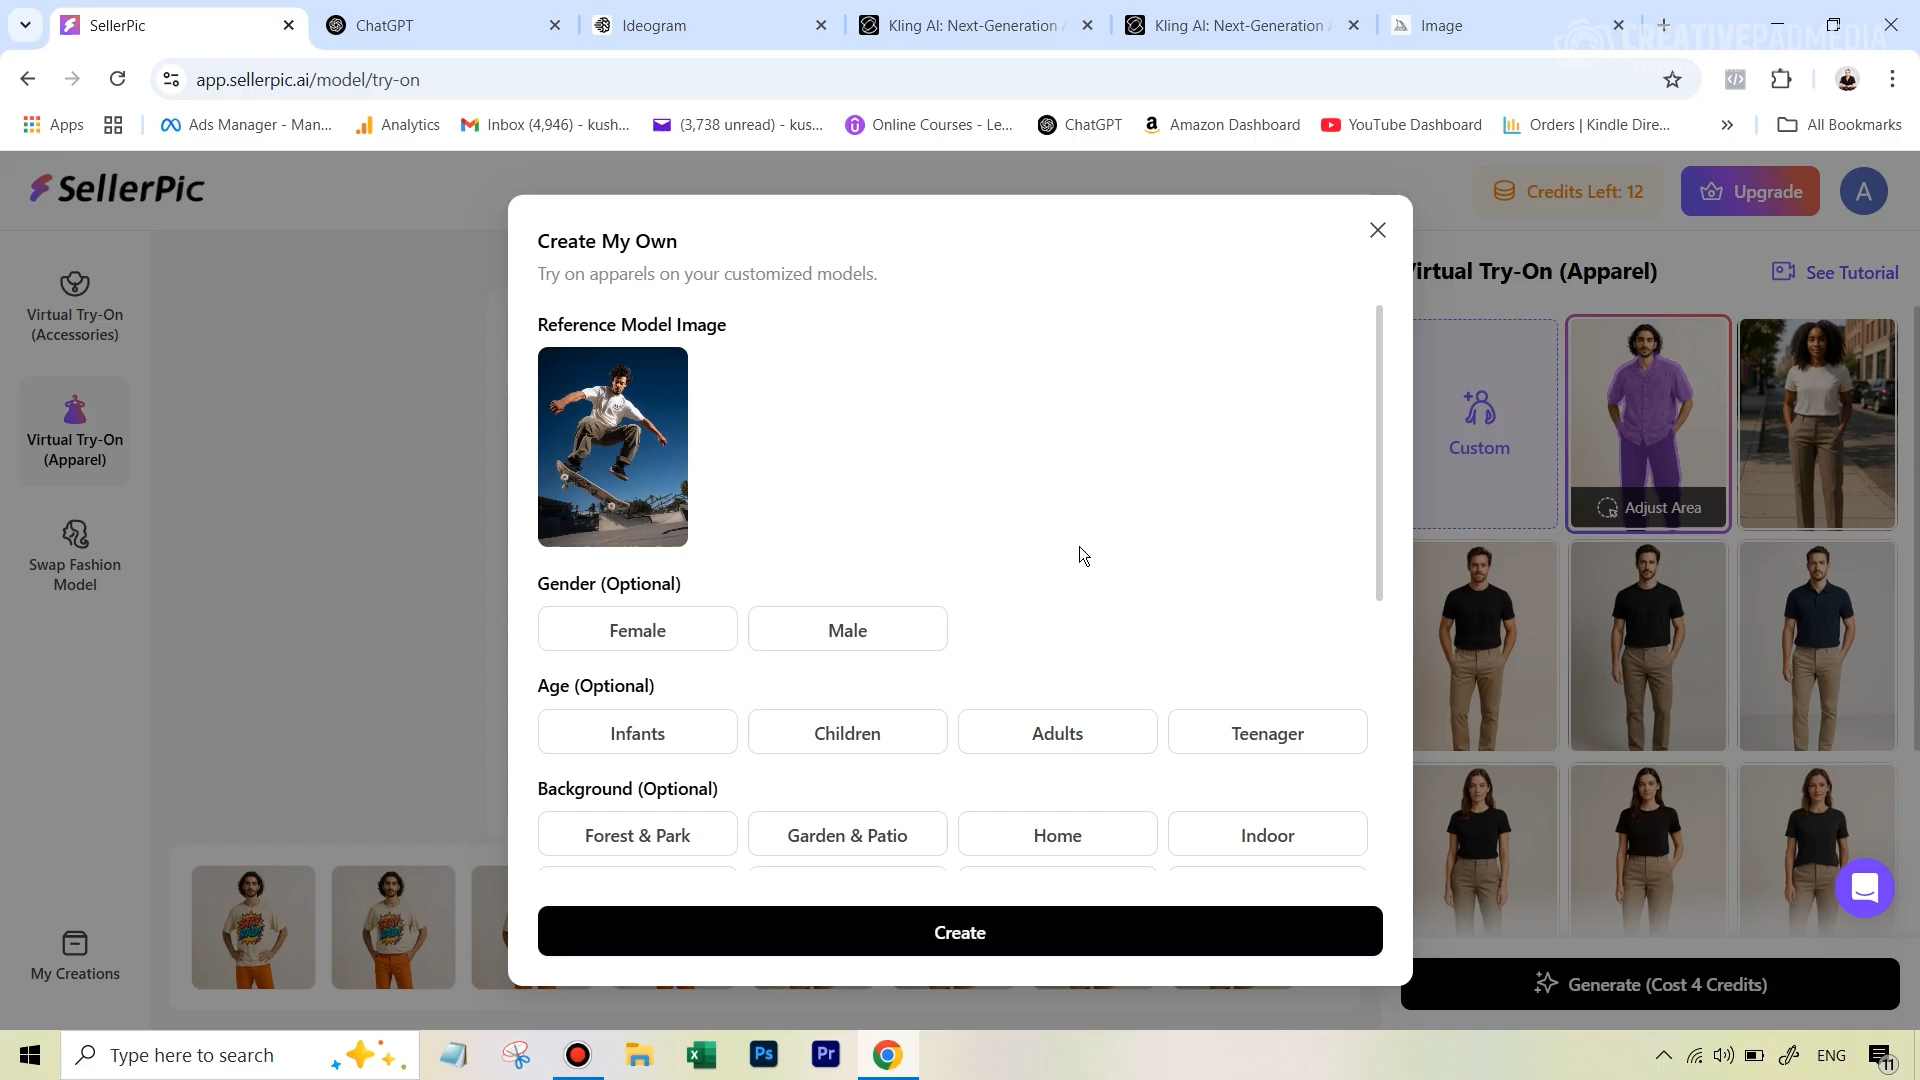 SellerPic
ChatGPT
Ideogram
Kling AI: Next-Generation
Kling AI: Next-Generation
Image
CREATIVEPADMEDIA
app.sellerpic.ai/model/try-on
Apps
Ads Manager - Man...
Analytics
Inbox (4,946) - kush...
(3,738 unread) - kus...
Online Courses - Le...
ChatGPT
Amazon Dashboard
YouTube Dashboard
Orders | Kindle Dire...
All Bookmarks
SellerPic
Credits Left: 12
Upgrade
A
Virtual Try-On
(Accessories)
Virtual Try-On
(Apparel)
Swap Fashion
Model
My Creations
Create My Own
Try on apparels on your customized models.
Reference Model Image
Gender (Optional)
Female
Male
Age (Optional)
Infants
Children
Adults
Teenager
Background (Optional)
Forest & Park
Garden & Patio
Home
Indoor
Create
Virtual Try-On (Apparel)
See Tutorial
Custom
Adjust Area
Generate (Cost 4 Credits)
Type here to search
Ps
Pr
ENG
11